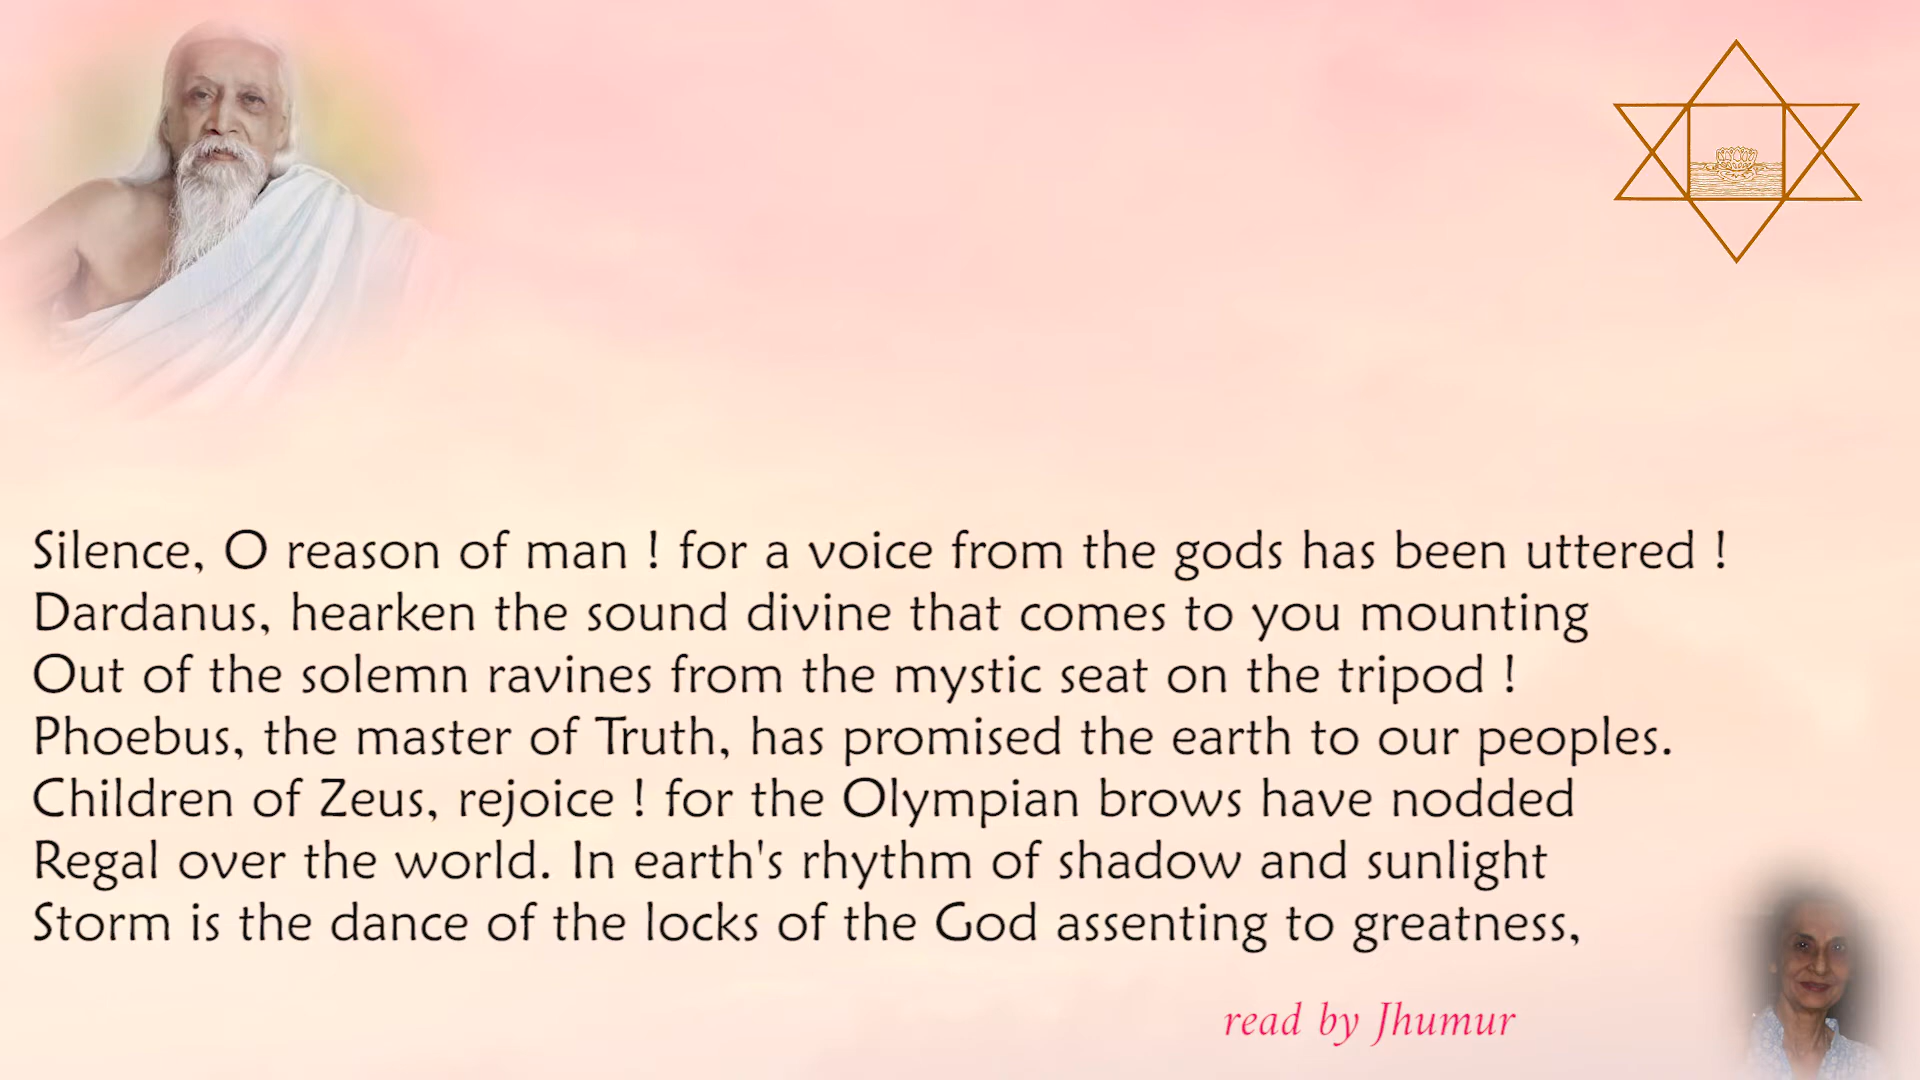 Silence, O reason of man ! for a voice from the gods has been uttered !
Dardanus, hearken the sound divine that comes to you mounting
Out of the solemn ravines from the mystic seat on the tripod !
Phoebus, the master of Truth, has promised the earth to our peoples.
Children of Zeus, rejoice ! for the Olympian brows have nodded
Regal over the world. In earth's rhythm of shadow and sunlight
Storm is the dance of the locks of the God assenting to greatness,
read by Jhumur